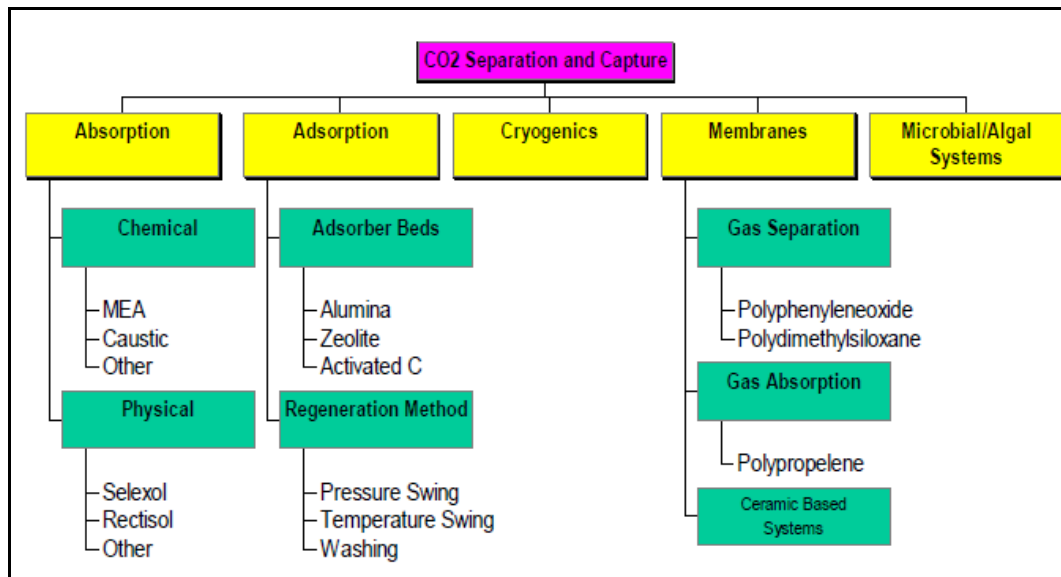 CO2 Separation and Capture
Absorption
Adsorption
Cryogenics
Membranes
Microbial/Algal
Systems
Chemical
MEA
Caustic
Other
Physical
Selexol
Rectisol
Other
Adsorber Beds
Alumina
Zeolite
Activated C
Regeneration Method
Pressure Swing
Temperature Swing
Washing
Gas Separation
Polyphenyleneoxide
Polydimethylsiloxane
Gas Absorption
Polypropelene
Ceramic Based
Systems